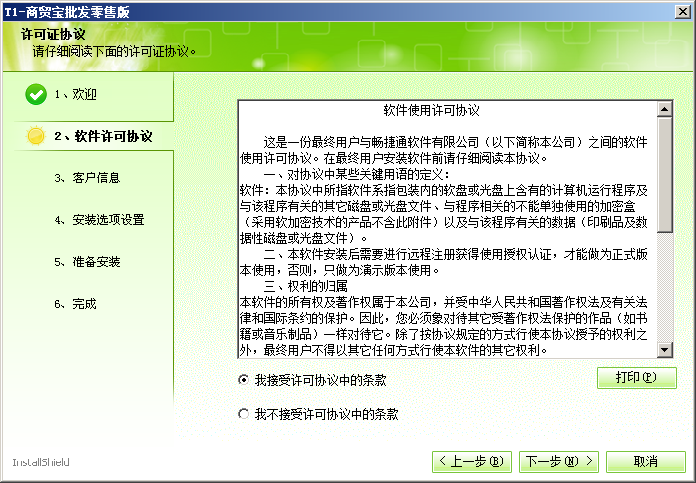 T1-商贸宝批发零售版
许可证协议
请仔细阅读下面的许可证协议。
1、欢迎
2、软件许可协议
3、客户信息
4、安装选项设置
5、准备安装
6、完成
软件使用许可协议
这是一份最终用户与畅捷通软件有限公司（以下简称本公司）之间的软件
使用许可协议。在最终用户安装软件前请仔细阅读本协议。
一、对协议中某些关键用语的定义：
软件：本协议中所指软件系指包装内的软盘或光盘上含有的计算机运行程序及
与该程序有关的其它磁盘或光盘文件、与程序相关的不能单独使用的加密盒
（采用软加密技术的产品不含此附件）以及与该程序有关的数据（印刷品及数
据性磁盘或光盘文件）。
二、本软件安装后需要进行远程注册获得使用授权认证，才能做为正式版
本使用，否则，只做为演示版本使用。
三、权利的归属
本软件的所有权及著作权属于本公司，并受中华人民共和国著作权法及有关法
律和国际条约的保护。因此，您必须象对待其它受著作权法保护的作品（如书
籍或音乐制品）一样对待它。除了按协议规定的方式行使本协议授予的权利之
外，最终用户不得以其它任何方式行使本软件的其它权利。
我接受许可协议中的条款
打印(P)
我不接受许可协议中的条款
InstallShield
< 上一步(B)
下一步(N) >
取消